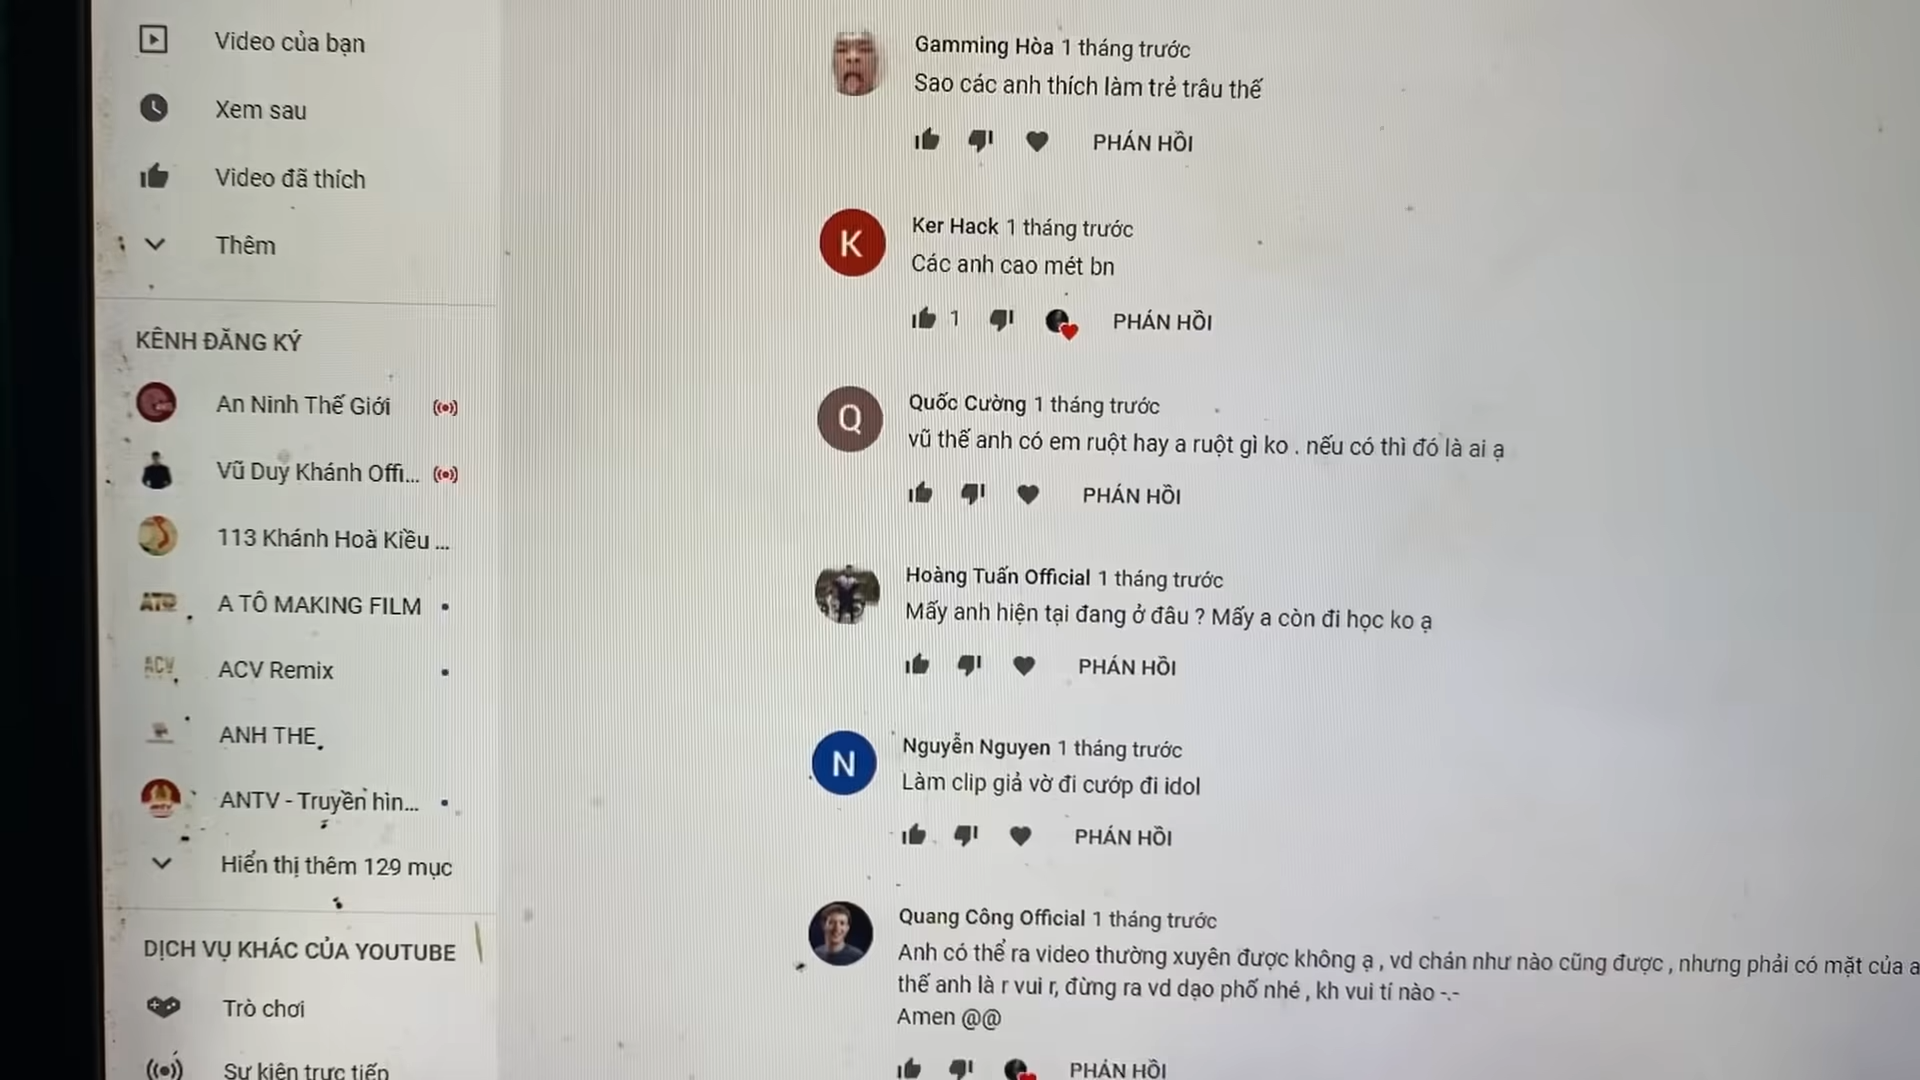 Video của bạn
Xem sau
Video đã thích
Thêm
KÊNH ĐĂNG KÝ
An Ninh Thế Giới
Vũ Duy Khánh Offi...
113 Khánh Hoà Kiều ...
ATO
A TÔ MAKING FILM
ACV
ACV Remix
ANH THE
ANTV - Truyền hìn...
Hiển thị thêm 129 mục
DỊCH VỤ KHÁC CỦA YOUTUBE
Trò chơi
Sự kiện trực tiếp
Gamming Hòa 1 tháng trước
Sao các anh thích làm trẻ trâu thế
PHẢN HỒI
K
Ker Hack 1 tháng trước
Các anh cao mét bn
1 PHẢN HỒI
Q
Quốc Cường 1 tháng trước
vũ thế anh có em ruột hay a ruột gì ko . nếu có thì đó là ai ạ
PHẢN HỒI
Hoàng Tuấn Official 1 tháng trước
Mấy anh hiện tại đang ở đâu ? Mấy a còn đi học ko ạ
PHẢN HỒI
N
Nguyễn Nguyen 1 tháng trước
Làm clip giả vờ đi cướp đi idol
PHẢN HỒI
Quang Công Official 1 tháng trước
Anh có thể ra video thường xuyên được không ạ , vd chán như nào cũng được , nhưng phải có mặt của a
thế anh là r vui r, đừng ra vd dạo phố nhé , kh vui tí nào -.-
Amen @@
PHẢN HỒI